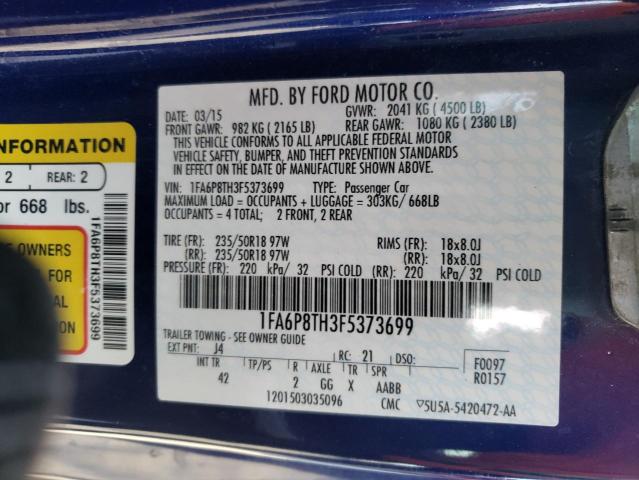 MFD. BY FORD MOTOR CO.
DATE: 03/15 GVWR: 2041 KG ( 4500 LB)
FRONT GAWR: 982 KG ( 2165 LB) REAR GAWR: 1080 KG ( 2380 LB)
THIS VEHICLE CONFORMS TO ALL APPLICABLE FEDERAL MOTOR
VEHICLE SAFETY, BUMPER, AND THEFT PREVENTION STANDARDS
IN EFFECT ON THE DATE OF MANUFACTURE SHOWN ABOVE.
VIN: 1FA6P8TH3F5373699 TYPE: Passenger Car
MAXIMUM LOAD = OCCUPANTS + LUGGAGE = 303KG/ 668LB
OCCUPANTS = 4 TOTAL; 2 FRONT, 2 REAR
TIRE (FR): 235/50R18 97W RIMS (FR): 18x8.0J
(RR): 235/50R18 97W (RR): 18x8.0J
PRESSURE (FR): 220 kPa/ 32 PSI COLD (RR): 220 kPa/ 32 PSI COLD
1FA6P8TH3F5373699
TRAILER TOWING - SEE OWNER GUIDE
EXT PNT: J4 RC: 21 DSO:
INT TR TP/PS R AXLE TR SPR
42 2 GG X AABB
F0097
R0157
1201503035096 CMC 5U5A-5420472-AA
INFORMATION
2 REAR: 2
or 668 lbs.
E OWNERS
FOR
1FA6P8TH3F5373699